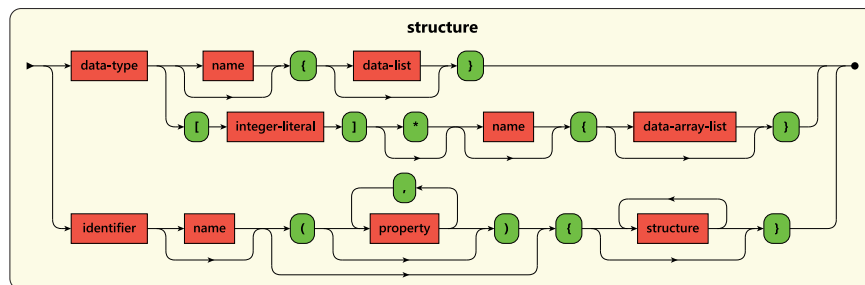 structure
data-type name { data-list }
[ integer-literal ] * name { data-array-list }
,
identifier name ( property ) { structure }